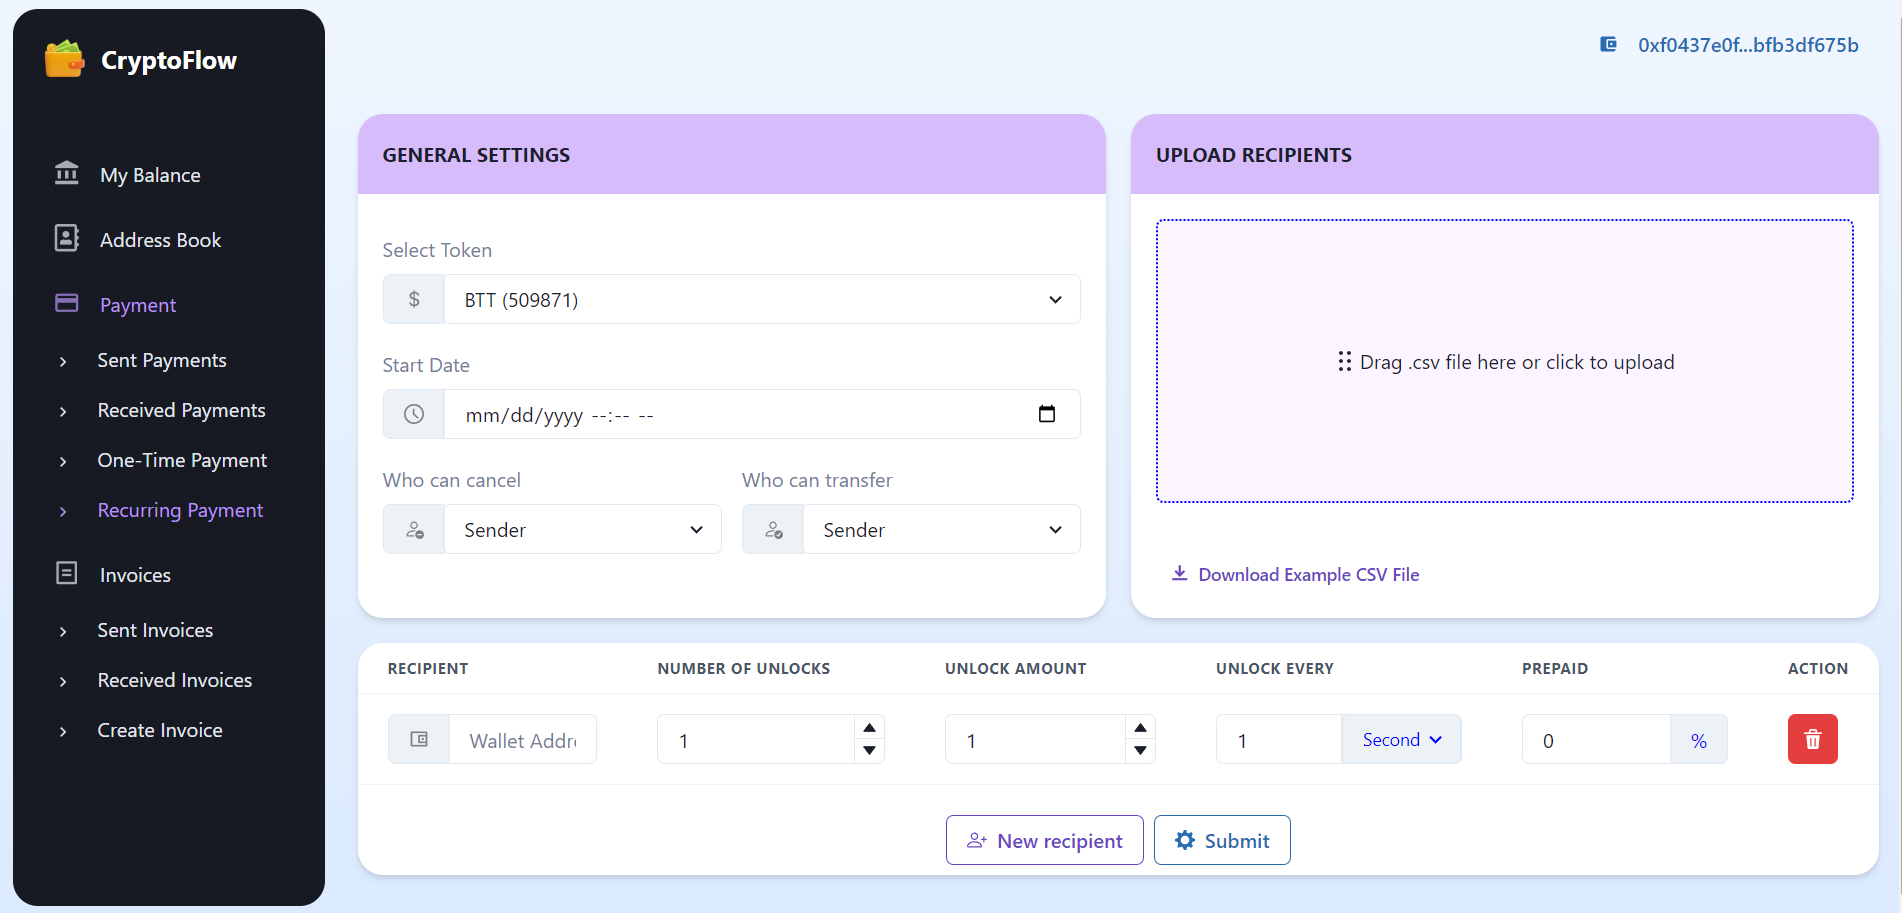 CryptoFlow
0xf0437e0f...bfb3df675b
My Balance
Address Book
Payment
Sent Payments
Received Payments
One-Time Payment
Recurring Payment
Invoices
Sent Invoices
Received Invoices
Create Invoice
GENERAL SETTINGS
Select Token
$ BTT (509871)
Start Date
mm/dd/yyyy --:-- --
Who can cancel
Sender
Who can transfer
Sender
UPLOAD RECIPIENTS
Drag .csv file here or click to upload
Download Example CSV File
RECIPIENT NUMBER OF UNLOCKS UNLOCK AMOUNT UNLOCK EVERY PREPAID ACTION
Wallet Addr 1 1 1 Second 0 %
New recipient Submit